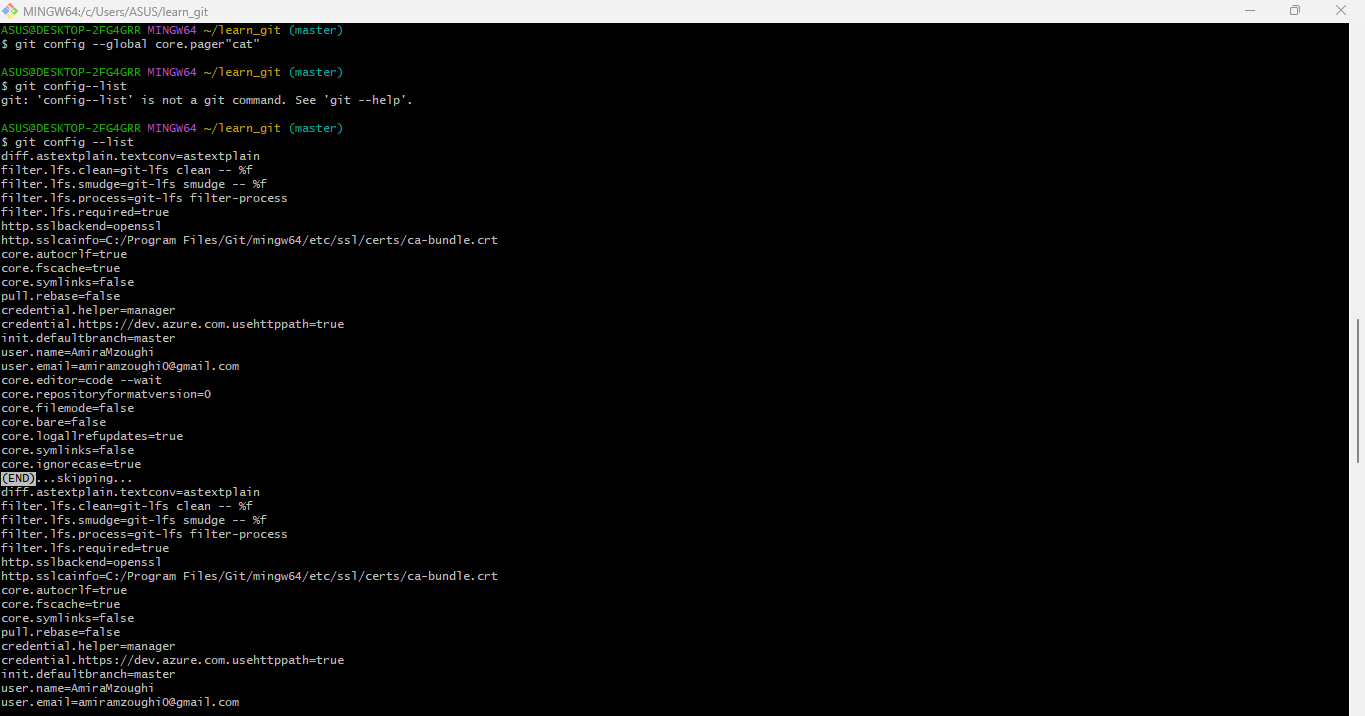 MINGW64:/c/Users/ASUS/learn_git
ASUS@DESKTOP-2FG4GRR MINGW64 ~/learn_git (master)
$ git config --global core.pager"cat"
ASUS@DESKTOP-2FG4GRR MINGW64 ~/learn_git (master)
$ git config--list
git: 'config--list' is not a git command. See 'git --help'.
ASUS@DESKTOP-2FG4GRR MINGW64 ~/learn_git (master)
$ git config --list
diff.astextplain.textconv=astextplain
filter.lfs.clean=git-lfs clean -- %f
filter.lfs.smudge=git-lfs smudge -- %f
filter.lfs.process=git-lfs filter-process
filter.lfs.required=true
http.sslbackend=openssl
http.sslcainfo=C:/Program Files/Git/mingw64/etc/ssl/certs/ca-bundle.crt
core.autocrlf=true
core.fscache=true
core.symlinks=false
pull.rebase=false
credential.helper=manager
credential.https://dev.azure.com.usehttppath=true
init.defaultbranch=master
user.name=AmiraMzoughi
user.email=amiramzoughi0@gmail.com
core.editor=code --wait
core.repositoryformatversion=0
core.filemode=false
core.bare=false
core.logallrefupdates=true
core.symlinks=false
core.ignorecase=true
(END)...skipping...
diff.astextplain.textconv=astextplain
filter.lfs.clean=git-lfs clean -- %f
filter.lfs.smudge=git-lfs smudge -- %f
filter.lfs.process=git-lfs filter-process
filter.lfs.required=true
http.sslbackend=openssl
http.sslcainfo=C:/Program Files/Git/mingw64/etc/ssl/certs/ca-bundle.crt
core.autocrlf=true
core.fscache=true
core.symlinks=false
pull.rebase=false
credential.helper=manager
credential.https://dev.azure.com.usehttppath=true
init.defaultbranch=master
user.name=AmiraMzoughi
user.email=amiramzoughi0@gmail.com